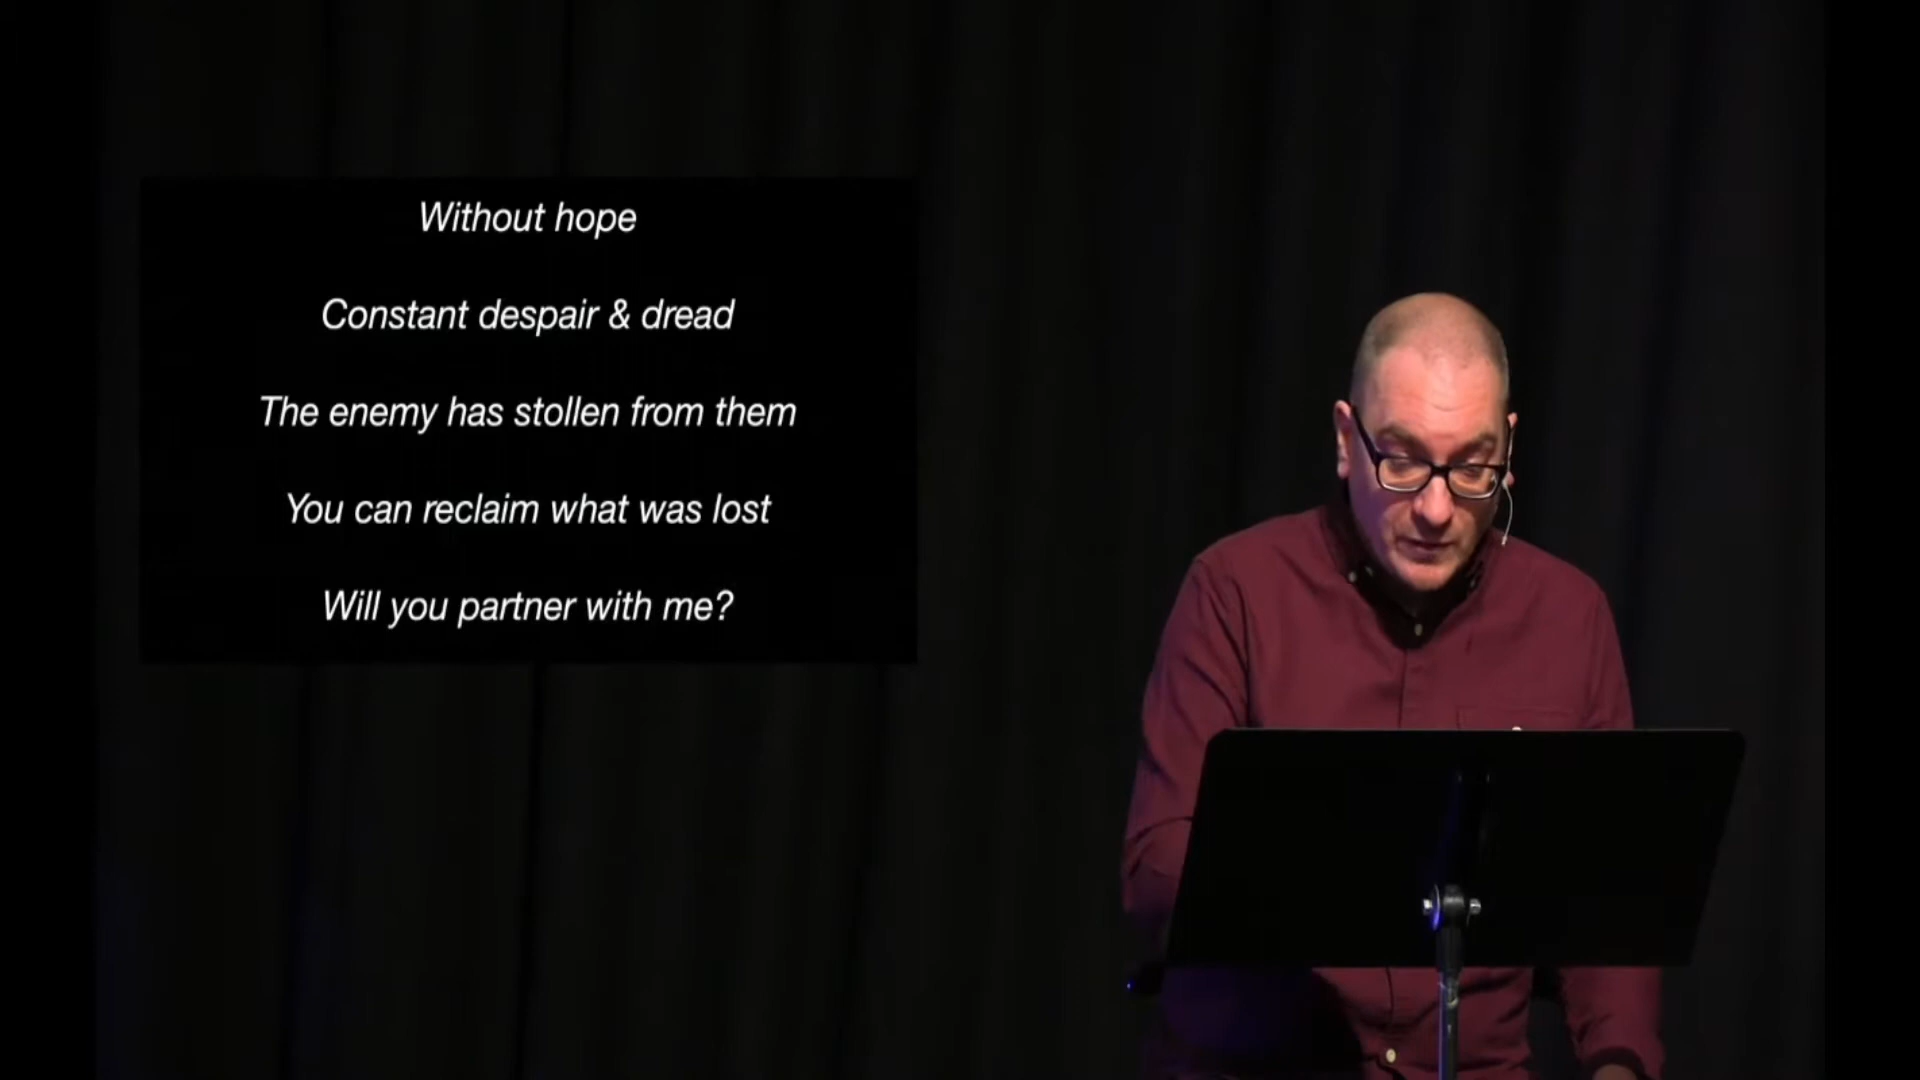 Without hope
Constant despair & dread
The enemy has stollen from them
You can reclaim what was lost
Will you partner with me?